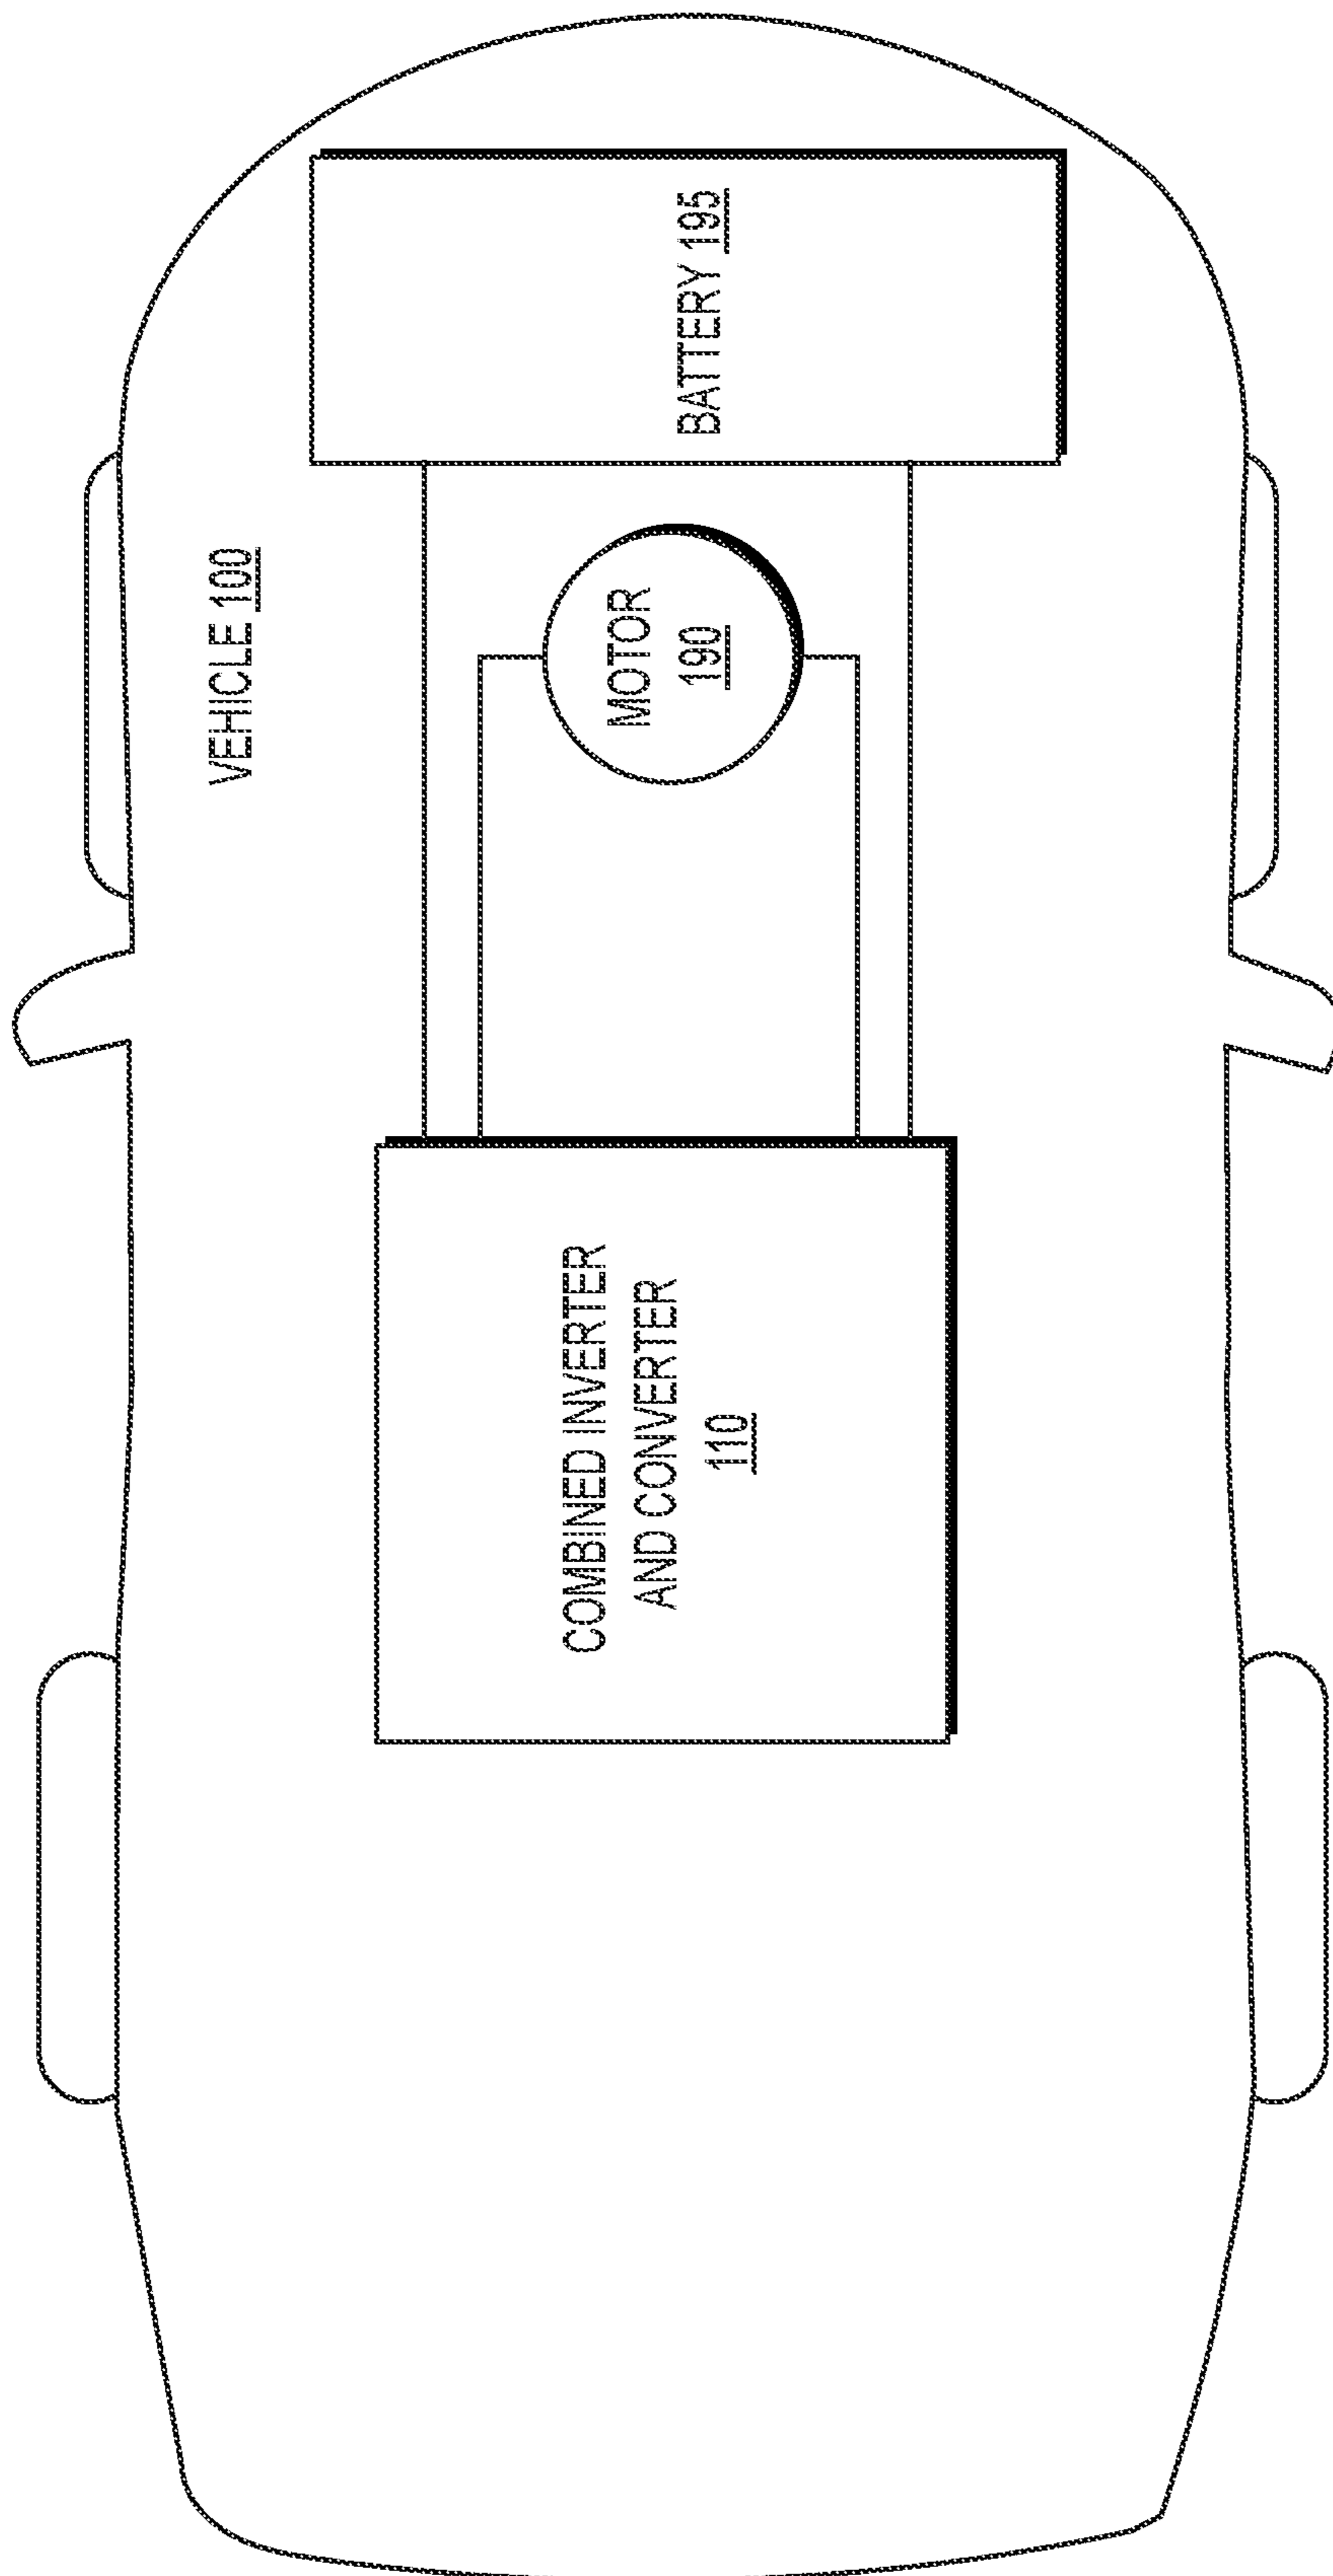 VEHICLE 100
BATTERY 195
MOTOR
190
COMBINED INVERTER
AND CONVERTER
110